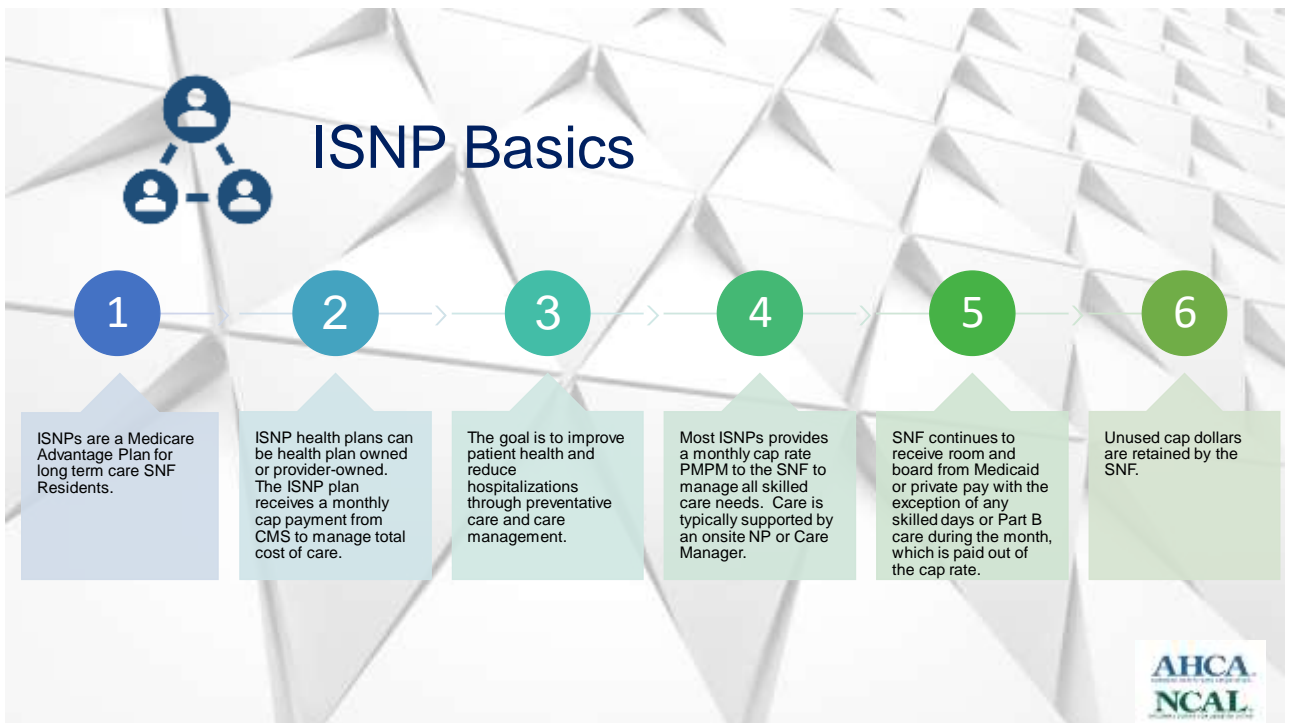 ISNP Basics
1
2
3
4
5
6
ISNPs are a Medicare
Advantage Plan for
long term care SNF
Residents.
ISNP health plans can
be health plan owned
or provider-owned.
The ISNP plan
receives a monthly
cap payment from
CMS to manage total
cost of care.
The goal is to improve
patient health and
reduce
hospitalizations
through preventative
care and care
management.
Most ISNPs provides
a monthly cap rate
PMPM to the SNF to
manage all skilled
care needs.  Care is
typically supported by
an onsite NP or Care
Manager.
SNF continues to
receive room and
board from Medicaid
or private pay with the
exception of any
skilled days or Part B
care during the month,
which is paid out of
the cap rate.
Unused cap dollars
are retained by the
SNF.
AHCA
NCAL